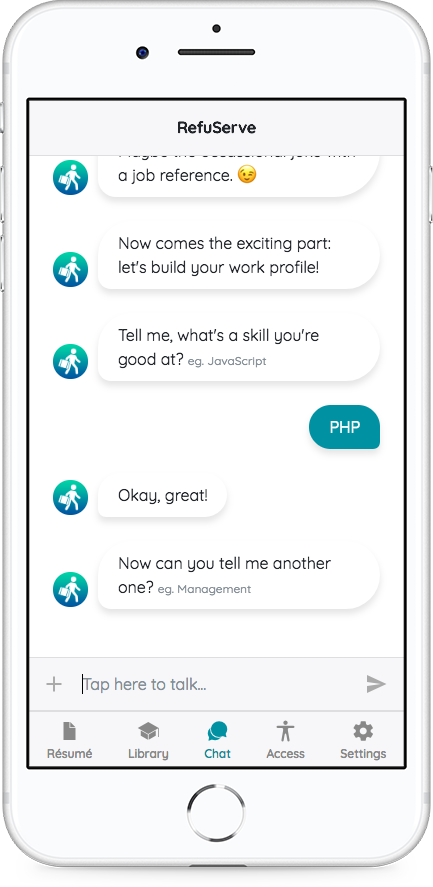 RefuServe
a job reference. 😉
Now comes the exciting part:
let's build your work profile!
Tell me, what's a skill you're
good at? eg. JavaScript
PHP
Okay, great!
Now can you tell me another
one? eg. Management
Tap here to talk...
Résumé Library Chat Access Settings